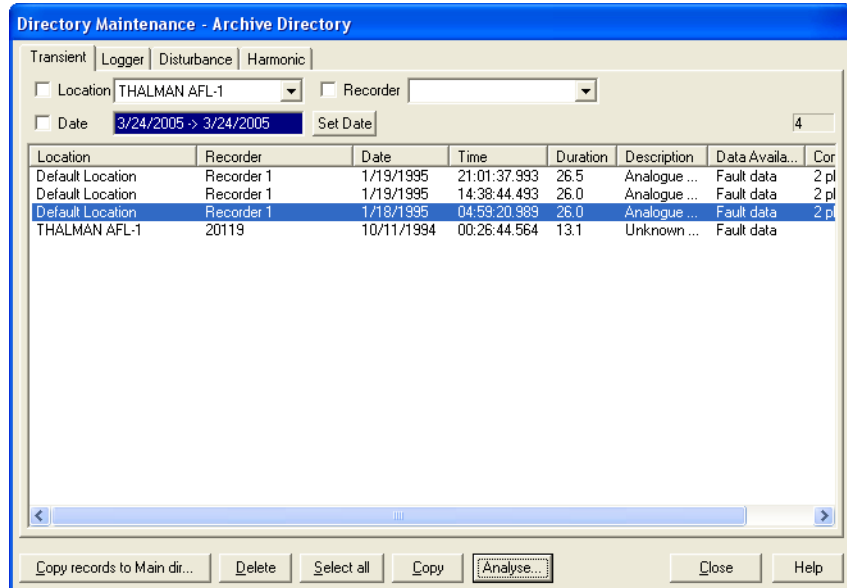 Directory Maintenance - Archive Directory
Transient Logger Disturbance Harmonic
Location THALMAN AFL-1 Recorder
Date 3/24/2005 -> 3/24/2005 Set Date 4
Location Recorder Date Time Duration Description Data Availa... Cor
Default Location Recorder 1 1/19/1995 21:01:37.993 26.5 Analogue ... Fault data 2 pl
Default Location Recorder 1 1/19/1995 14:38:44.493 26.0 Analogue ... Fault data 2 pl
Default Location Recorder 1 1/18/1995 04:59:20.989 26.0 Analogue ... Fault data 2 pl
THALMAN AFL-1 20119 10/11/1994 00:26:44.564 13.1 Unknown ... Fault data
Copy records to Main dir... Delete Select all Copy Analyse... Close Help